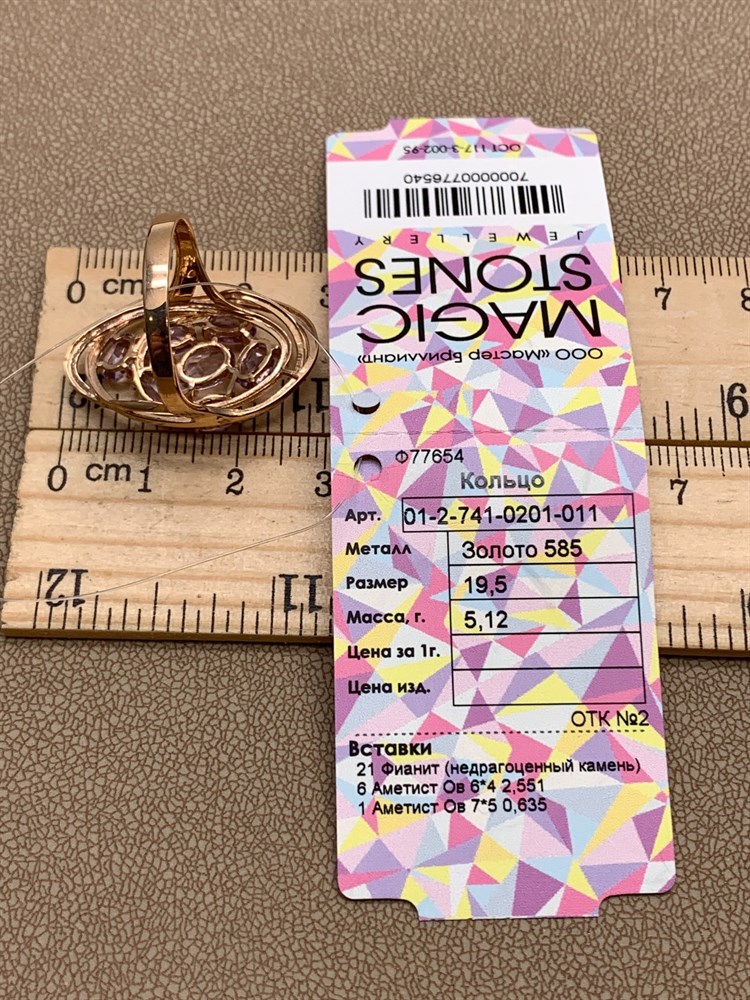 ОСТ 117-3-002-95
7000000776540
JEWELLERY
MAGIC
STONES
ООО «Мастер Бриллиант»
0 cm 3 7
6
11
Ф77654
Кольцо
0 cm 1 2 3 7
Арт. 01-2-741-0201-011
Металл Золото 585
Размер 19,5
Масса, г. 5,12
Цена за 1г.
Цена изд.
12 11
ОТК №2
Вставки
21 Фианит (недрагоценный камень)
6 Аметист Ов 6*4 2,551
1 Аметист Ов 7*5 0,635